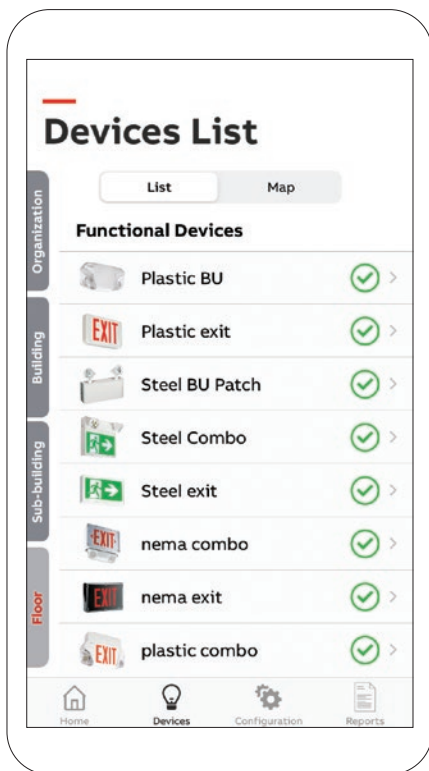 Devices List
List Map
Functional Devices
Organization
Building
Sub-building
Floor
Plastic BU
EXIT Plastic exit
Steel BU Patch
Steel Combo
Steel exit
EXIT nema combo
EXIT nema exit
EXIT plastic combo
Home Devices Configuration Reports